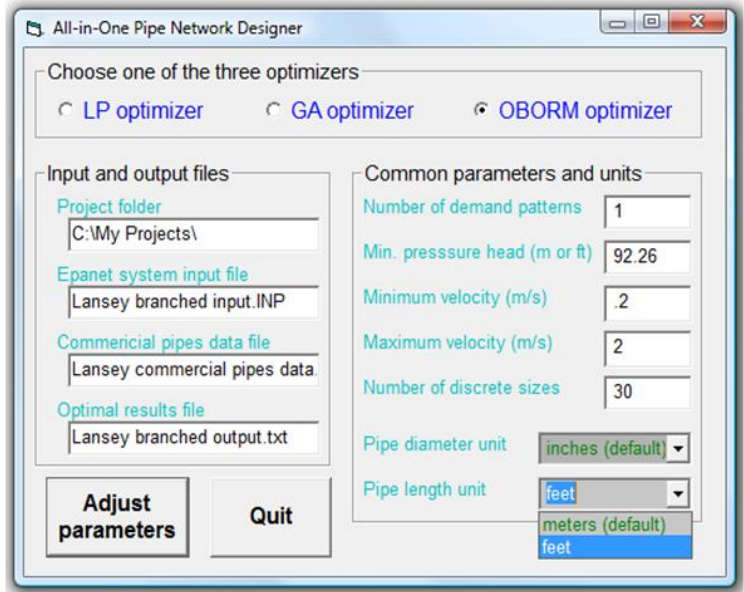 All-in-One Pipe Network Designer
Choose one of the three optimizers
LP optimizer
GA optimizer
OBORM optimizer
Input and output files
Project folder
C:\My Projects\
Epanet system input file
Lansey branched input.INP
Commericial pipes data file
Lansey commercial pipes data.
Optimal results file
Lansey branched output.txt
Adjust
parameters
Quit
Common parameters and units
Number of demand patterns
1
Min. presssure head (m or ft)
92.26
Minimum velocity (m/s)
.2
Maximum velocity (m/s)
2
Number of discrete sizes
30
Pipe diameter unit
inches (default)
Pipe length unit
feet
meters (default)
feet